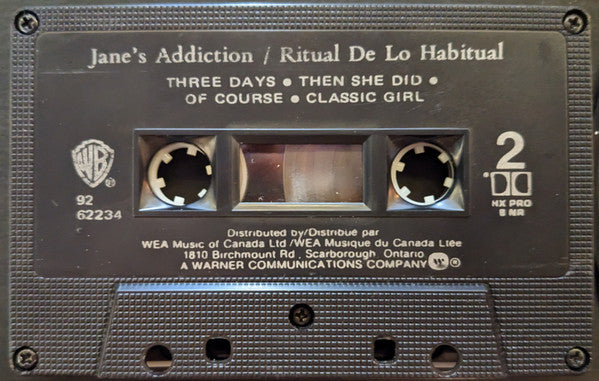 Jane's Addiction / Ritual De Lo Habitual
THREE DAYS • THEN SHE DID •
OF COURSE • CLASSIC GIRL
WB
®
92
62234
2
HX PRO
B NR
Distributed by/Distribué par
WEA Music of Canada Ltd /WEA Musique du Canada Ltée
1810 Birchmount Rd , Scarborough, Ontario
A WARNER COMMUNICATIONS COMPANY W ®